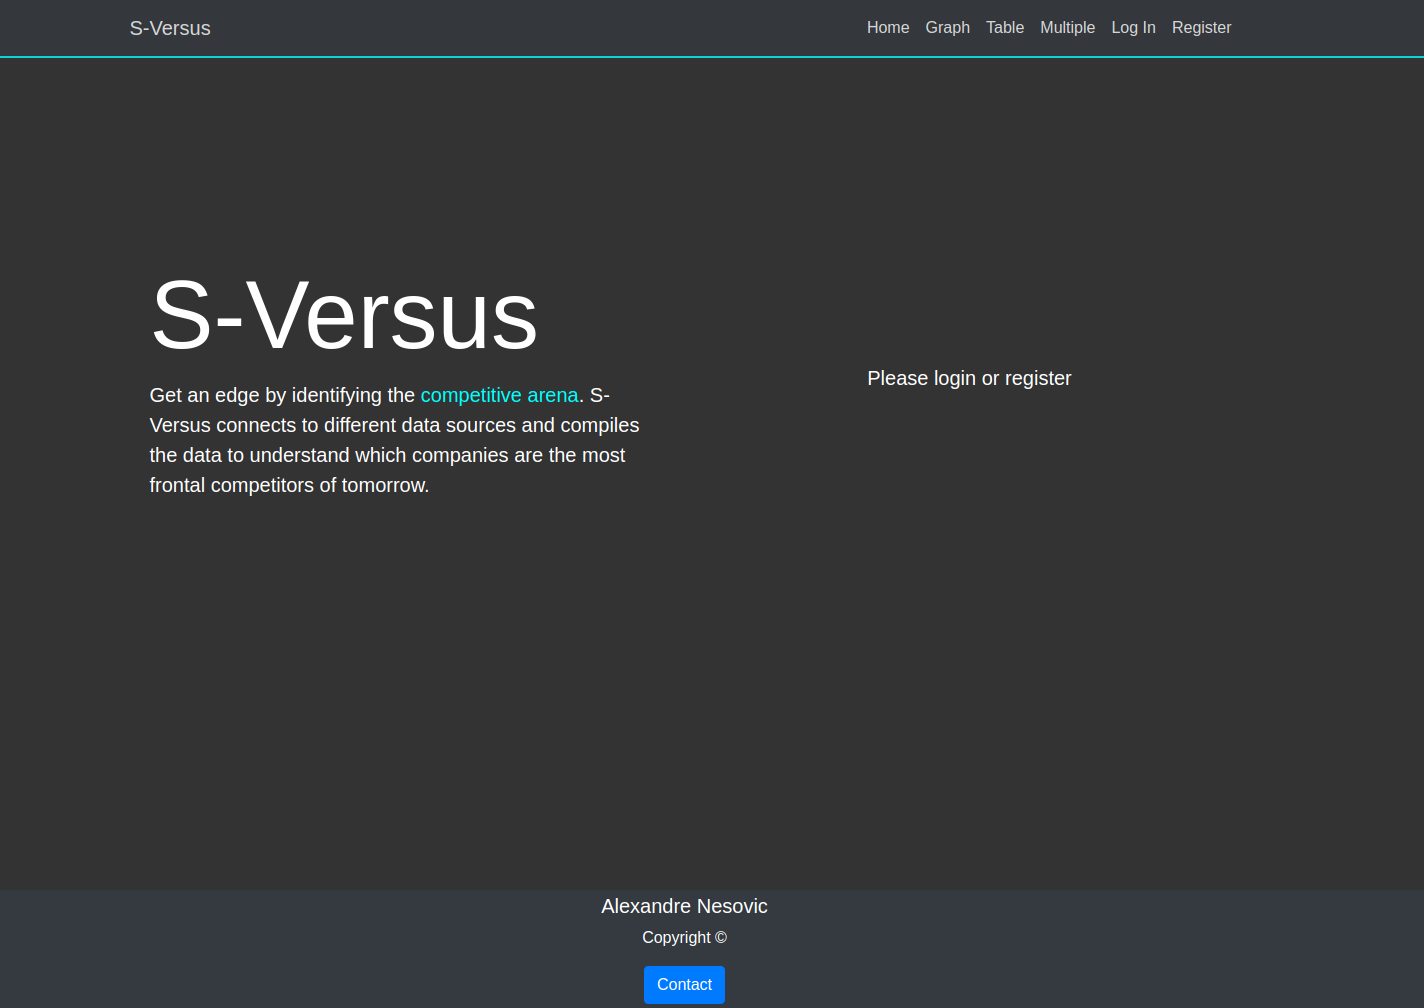 S-Versus
Home Graph Table Multiple Log In Register
S-Versus
Get an edge by identifying the competitive arena. S-
Versus connects to different data sources and compiles
the data to understand which companies are the most
frontal competitors of tomorrow.
Please login or register
Alexandre Nesovic
Copyright ©
Contact